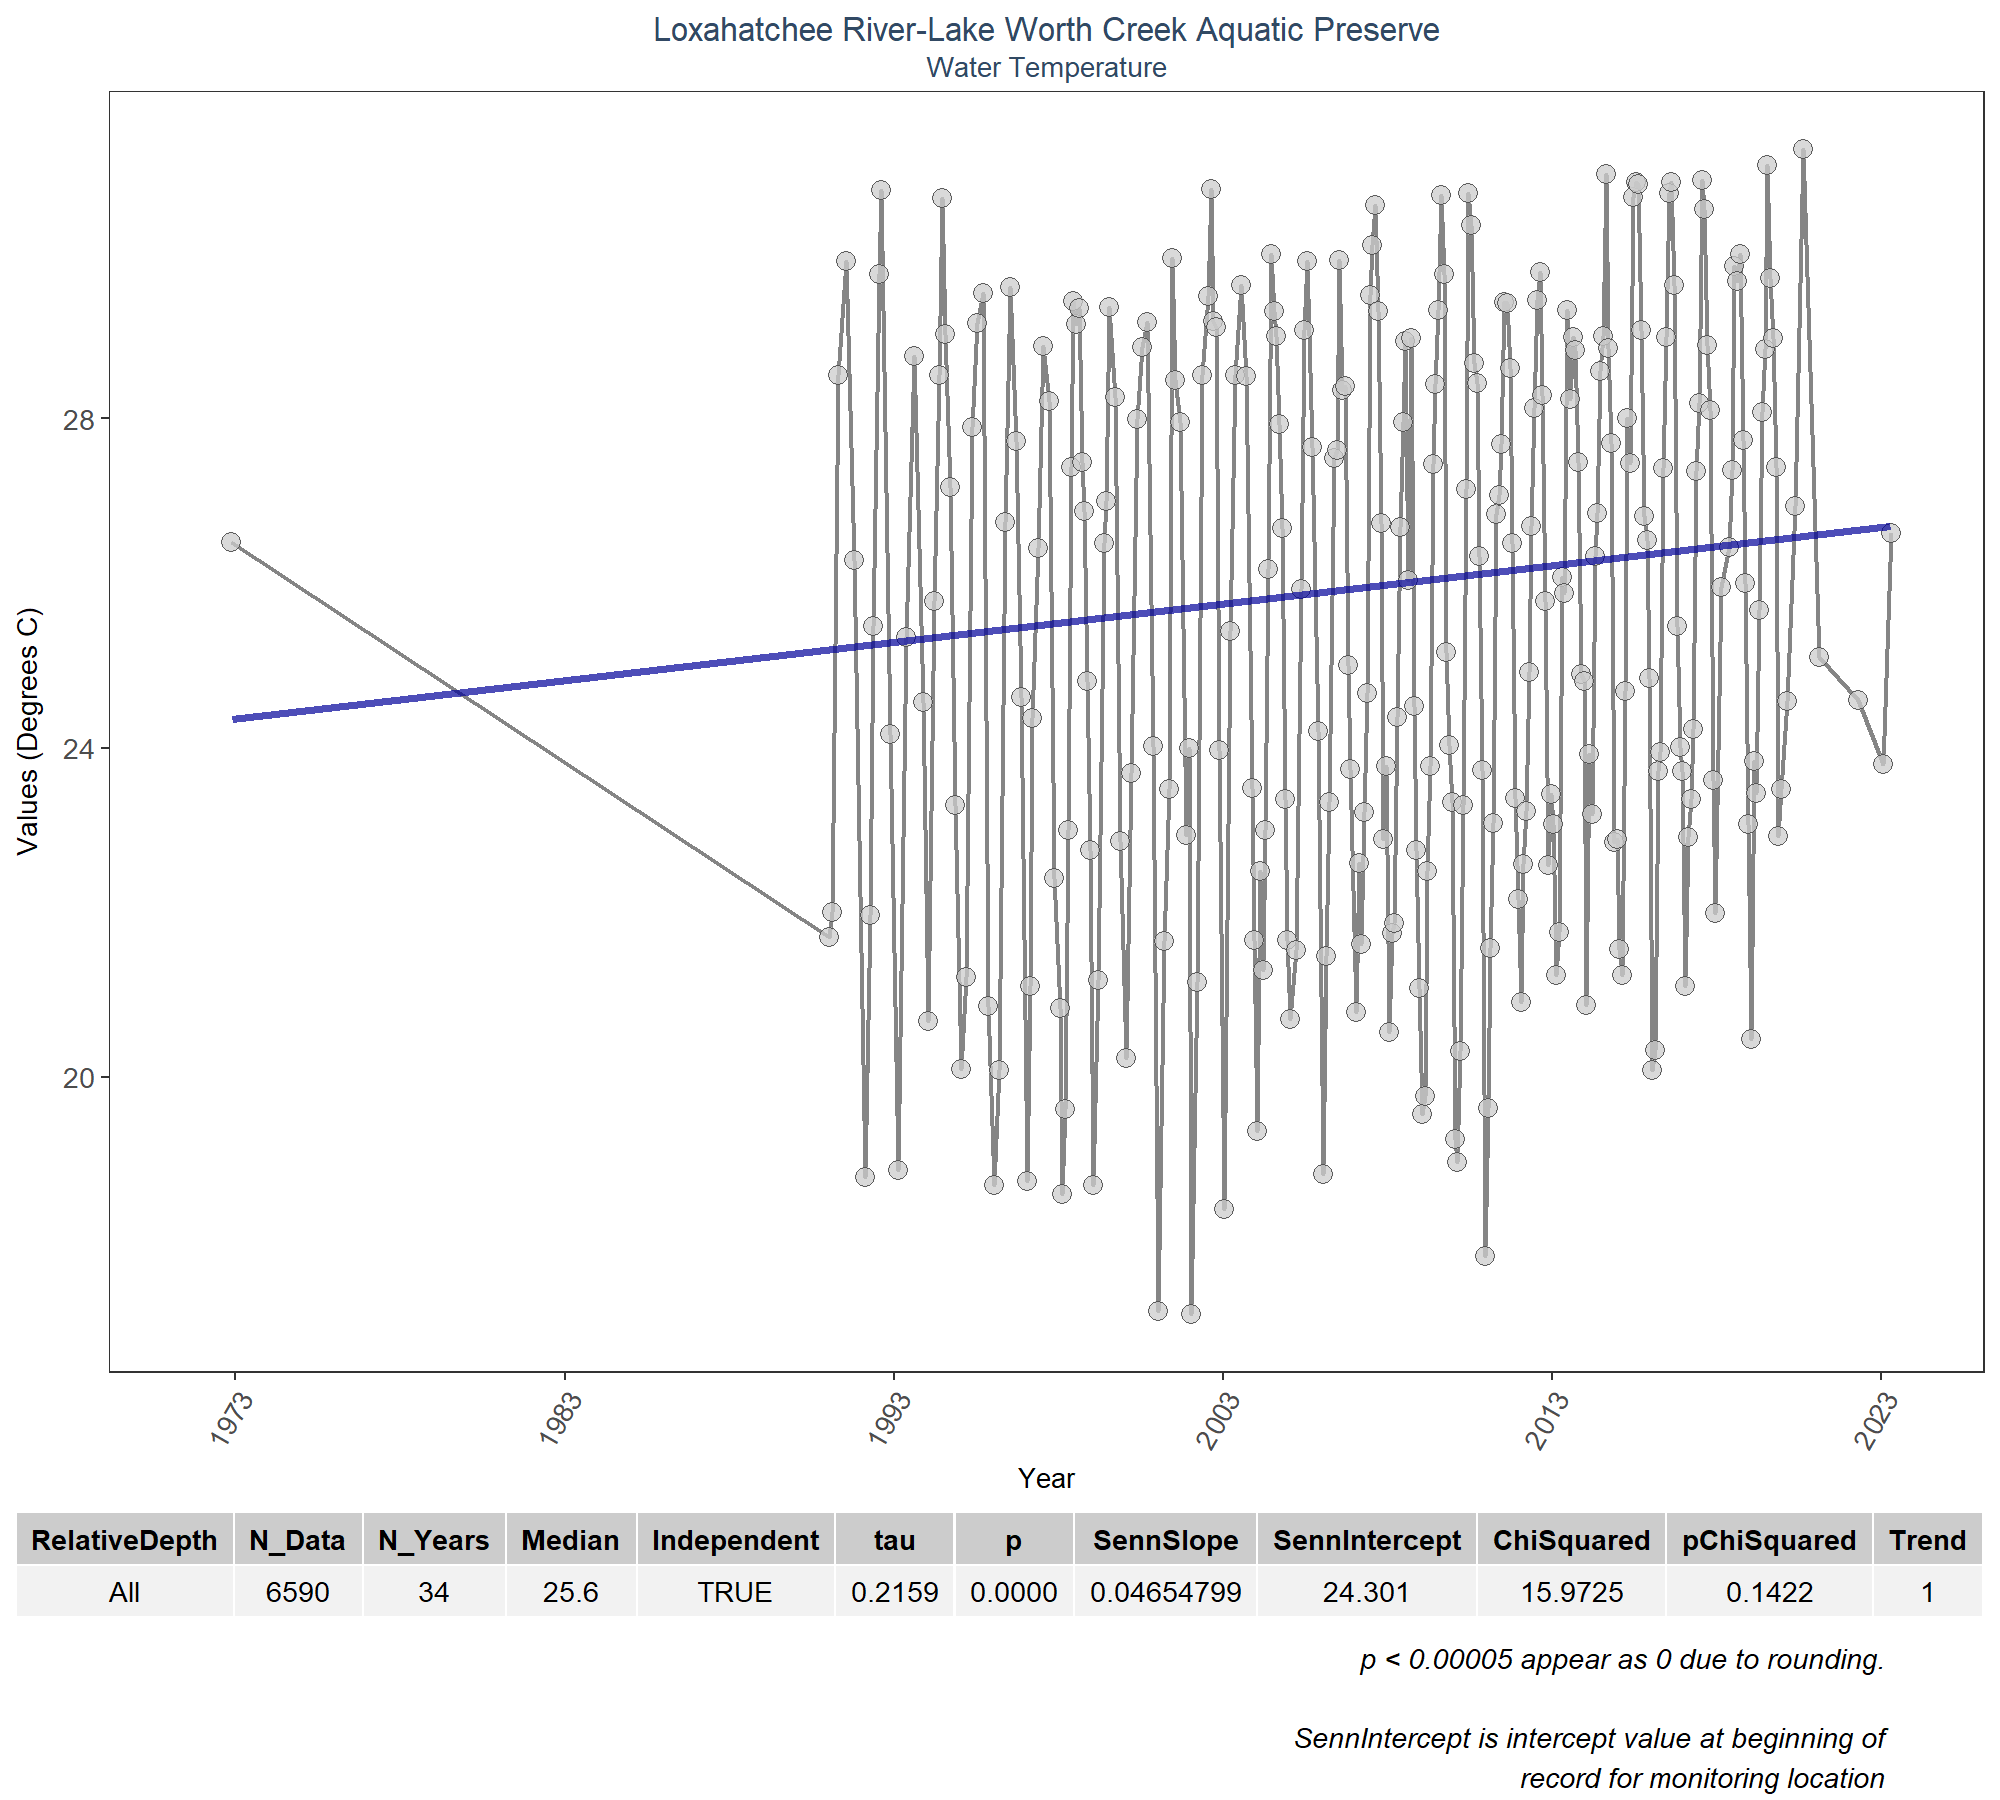 Loxahatchee River-Lake Worth Creek Aquatic Preserve
Water Temperature
Values (Degrees C)
28
24
20
1973 1983 1993 2003 2013 2023
Year
RelativeDepth N_Data N_Years Median Independent tau p SennSlope SennIntercept ChiSquared pChiSquared Trend
All 6590 34 25.6 TRUE 0.2159 0.0000 0.04654799 24.301 15.9725 0.1422 1
p < 0.00005 appear as 0 due to rounding.
SennIntercept is intercept value at beginning of
record for monitoring location